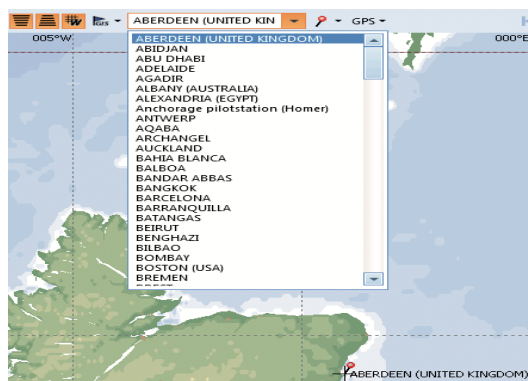 ABERDEEN (UNITED KIN
GPS
005°W
000°E
ABERDEEN (UNITED KINGDOM)
ABIDJAN
ABU DHABI
ADELAIDE
AGADIR
ALBANY (AUSTRALIA)
ALEXANDRIA (EGYPT)
Anchorage pilotstation (Homer)
ANTWERP
AQABA
ARCHANGEL
AUCKLAND
BAHIA BLANCA
BALBOA
BANDAR ABBAS
BANGKOK
BARCELONA
BARRANQUILLA
BATANGAS
BEIRUT
BENGHAZI
BILBAO
BOMBAY
BOSTON (USA)
BREMEN
ABERDEEN (UNITED KINGDOM)